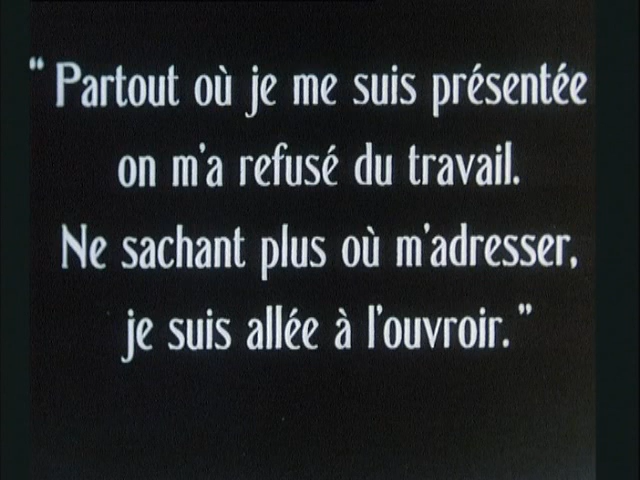 “Partout où je me suis présentée
on m'a refusé du travail.
Ne sachant plus où m'adresser,
je suis allée à l'ouvroir.”